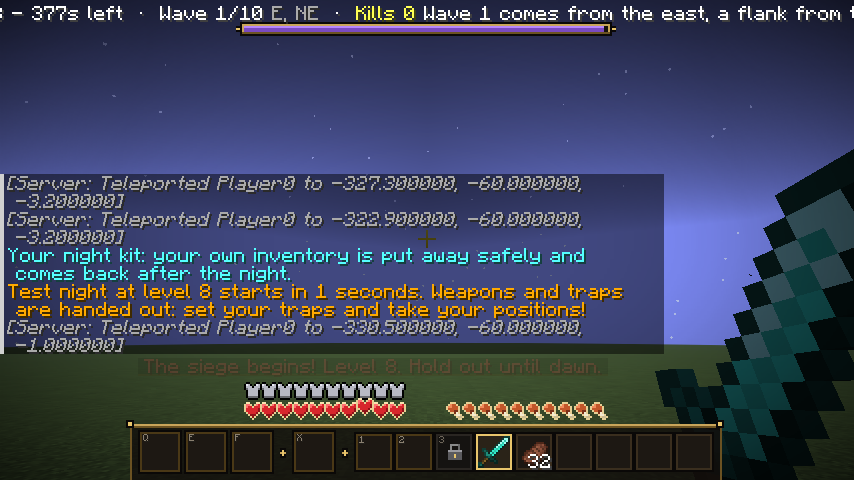 - 377s left · Wave 1/10 E, NE · Kills 0 Wave 1 comes from the east, a flank from
[Server: Teleported Player0 to -327.300000, -60.000000,
-3.200000]
[Server: Teleported Player0 to -322.900000, -60.000000,
-3.200000]
Your night kit: your own inventory is put away safely and
comes back after the night.
Test night at level 8 starts in 1 seconds. Weapons and traps
are handed out: set your traps and take your positions!
[Server: Teleported Player0 to -330.500000, -60.000000,
-1.000000]
The siege begins! Level 8. Hold out until dawn.
Q E F X 1 2 3
32